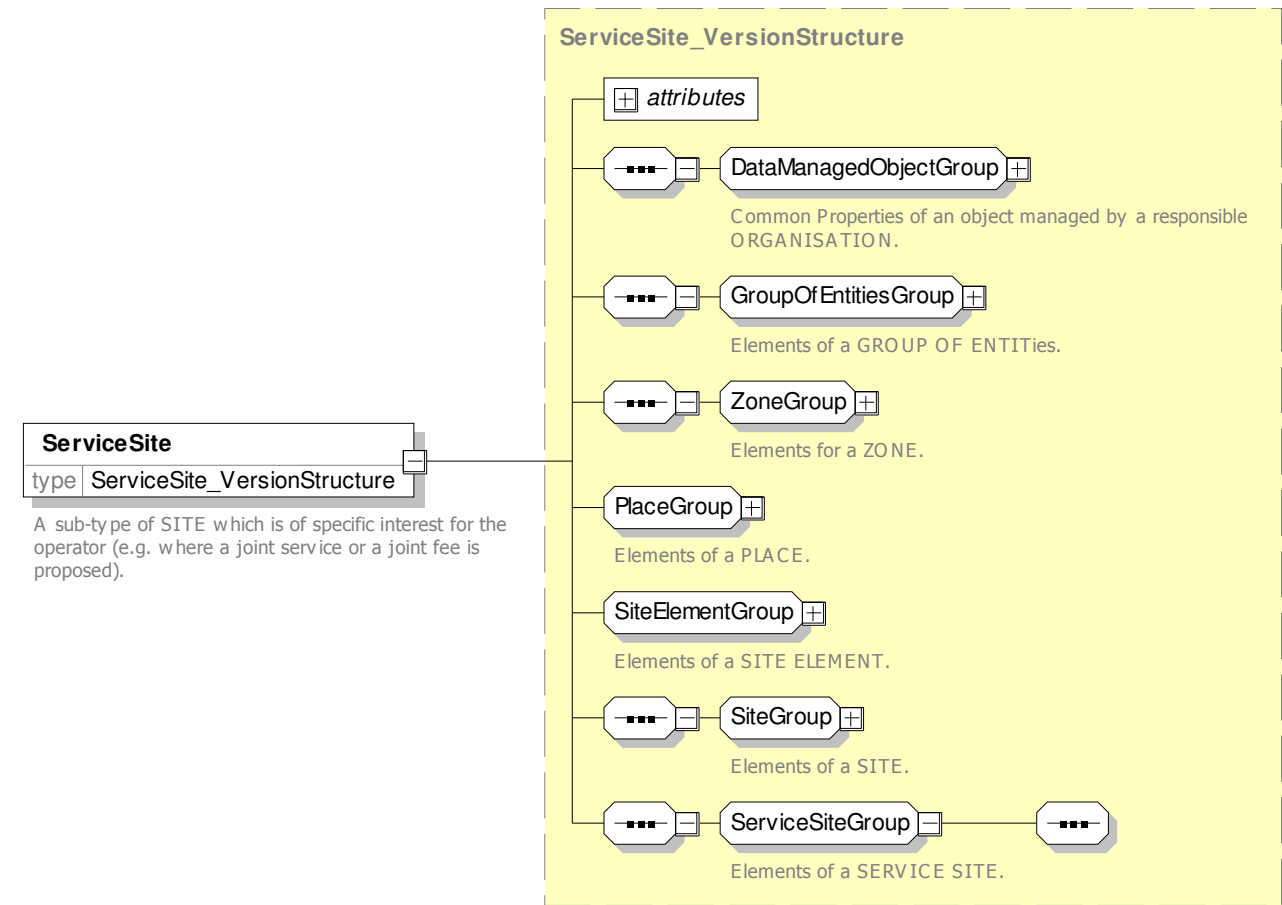 ServiceSite_VersionStructure
attributes
DataManagedObjectGroup
Common Properties of an object managed by a responsible
ORGANISATION.
GroupOfEntitiesGroup
Elements of a GROUP OF ENTITies.
ZoneGroup
Elements for a ZONE.
ServiceSite
type ServiceSite_VersionStructure
A sub-type of SITE which is of specific interest for the
operator (e.g. where a joint service or a joint fee is
proposed).
PlaceGroup
Elements of a PLACE.
SiteElementGroup
Elements of a SITE ELEMENT.
SiteGroup
Elements of a SITE.
ServiceSiteGroup
Elements of a SERVICE SITE.